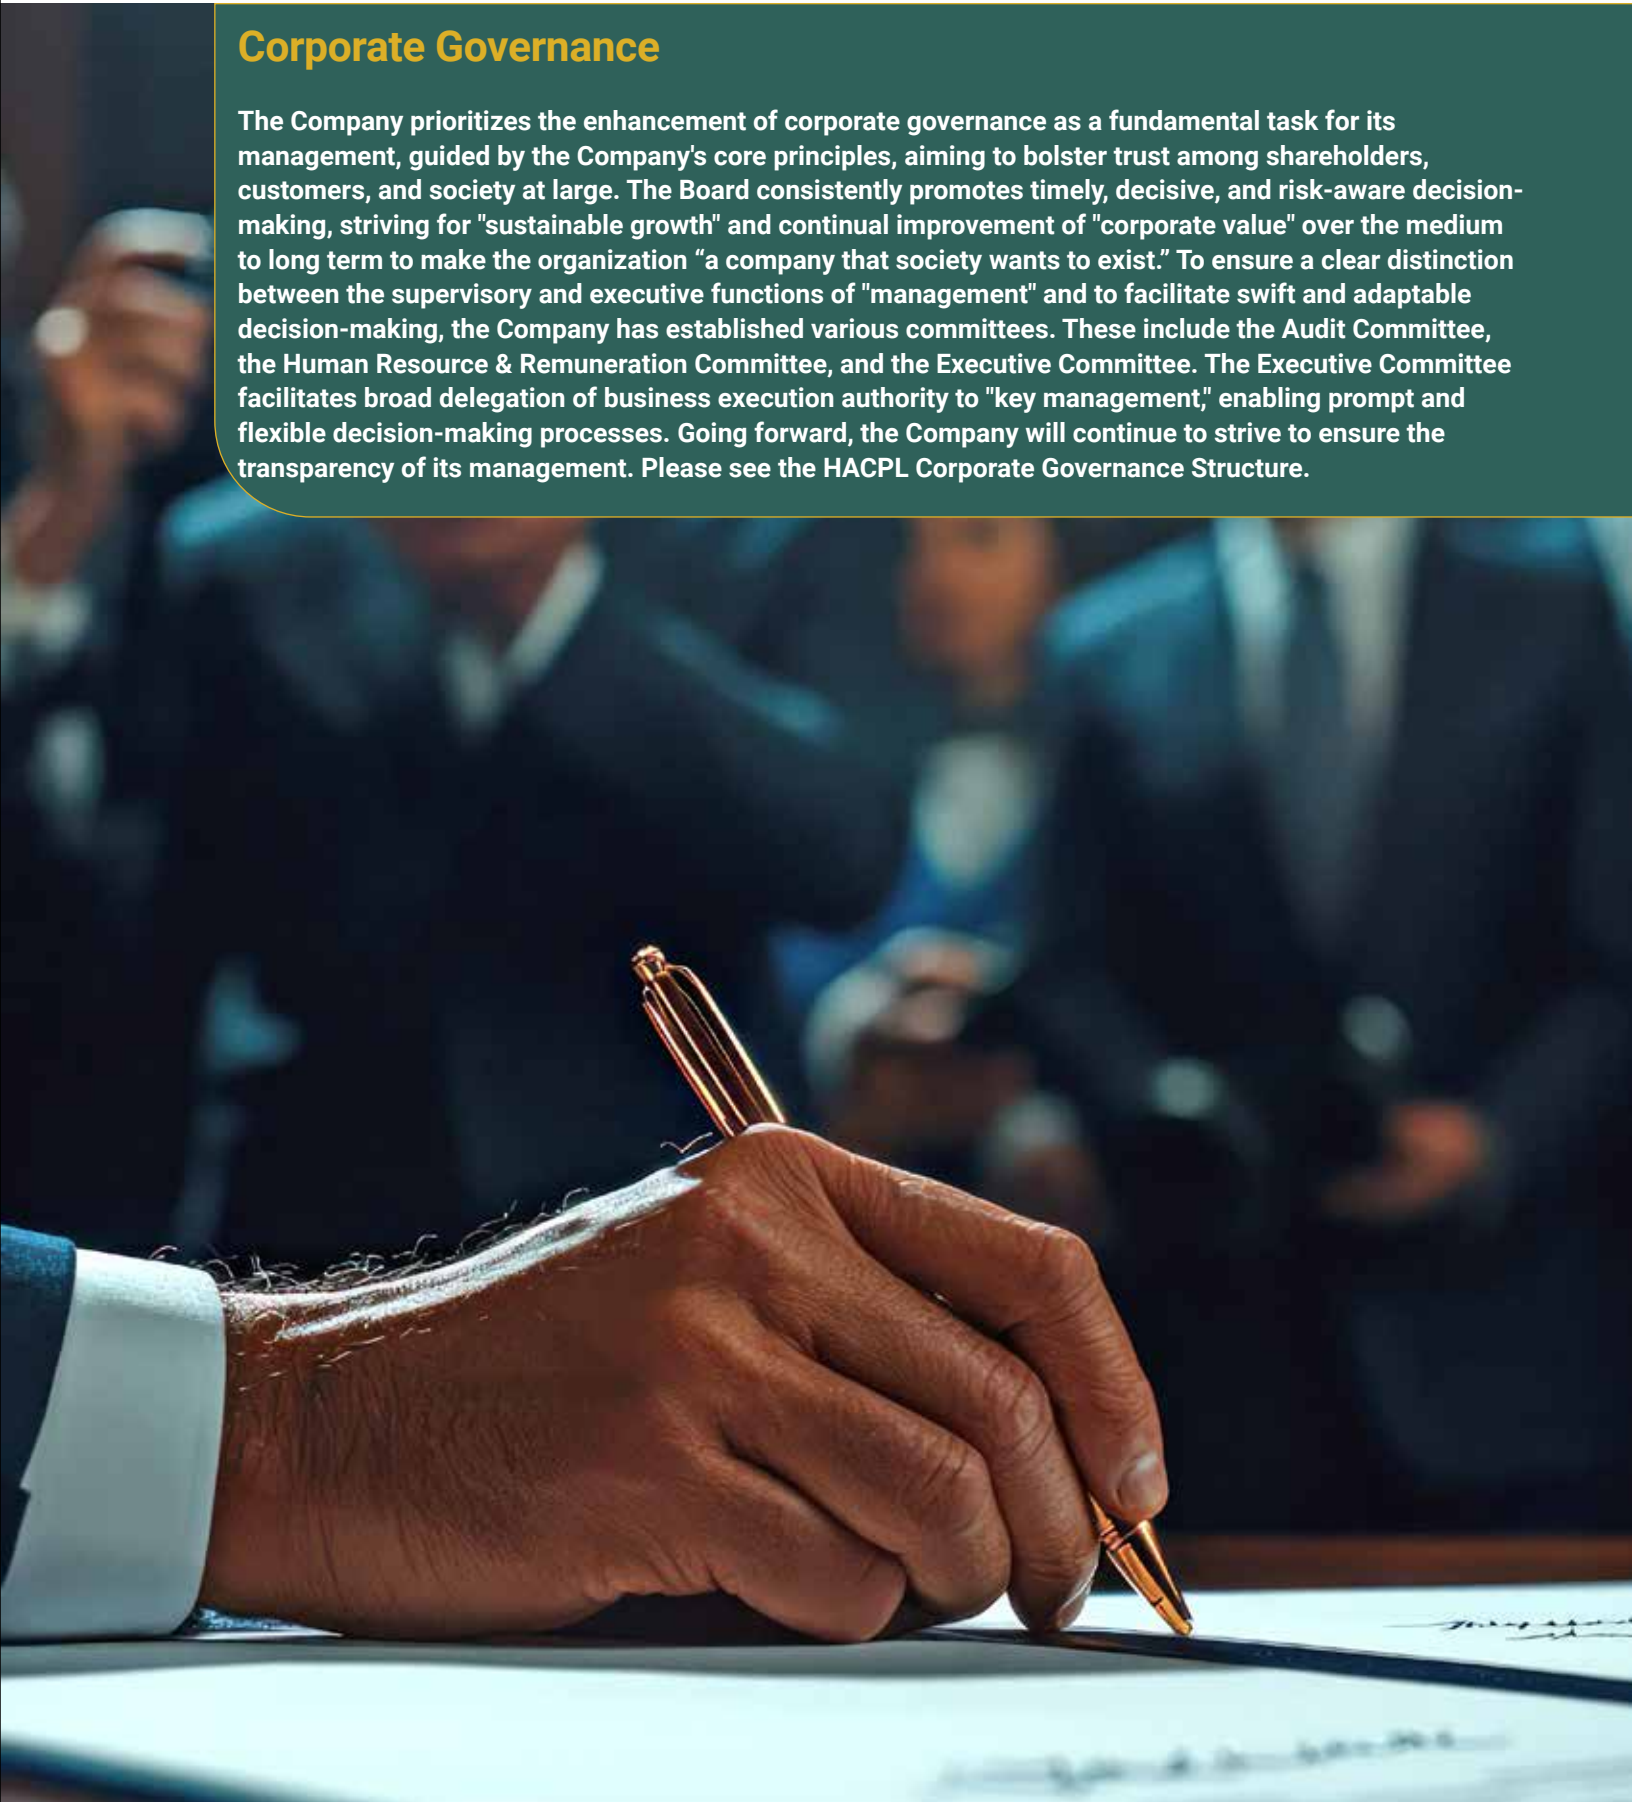 Corporate Governance
The Company prioritizes the enhancement of corporate governance as a fundamental task for its
management, guided by the Company's core principles, aiming to bolster trust among shareholders,
customers, and society at large. The Board consistently promotes timely, decisive, and risk-aware decision-
making, striving for "sustainable growth" and continual improvement of "corporate value" over the medium
to long term to make the organization “a company that society wants to exist.” To ensure a clear distinction
between the supervisory and executive functions of "management" and to facilitate swift and adaptable
decision-making, the Company has established various committees. These include the Audit Committee,
the Human Resource & Remuneration Committee, and the Executive Committee. The Executive Committee
facilitates broad delegation of business execution authority to "key management," enabling prompt and
flexible decision-making processes. Going forward, the Company will continue to strive to ensure the
transparency of its management. Please see the HACPL Corporate Governance Structure.